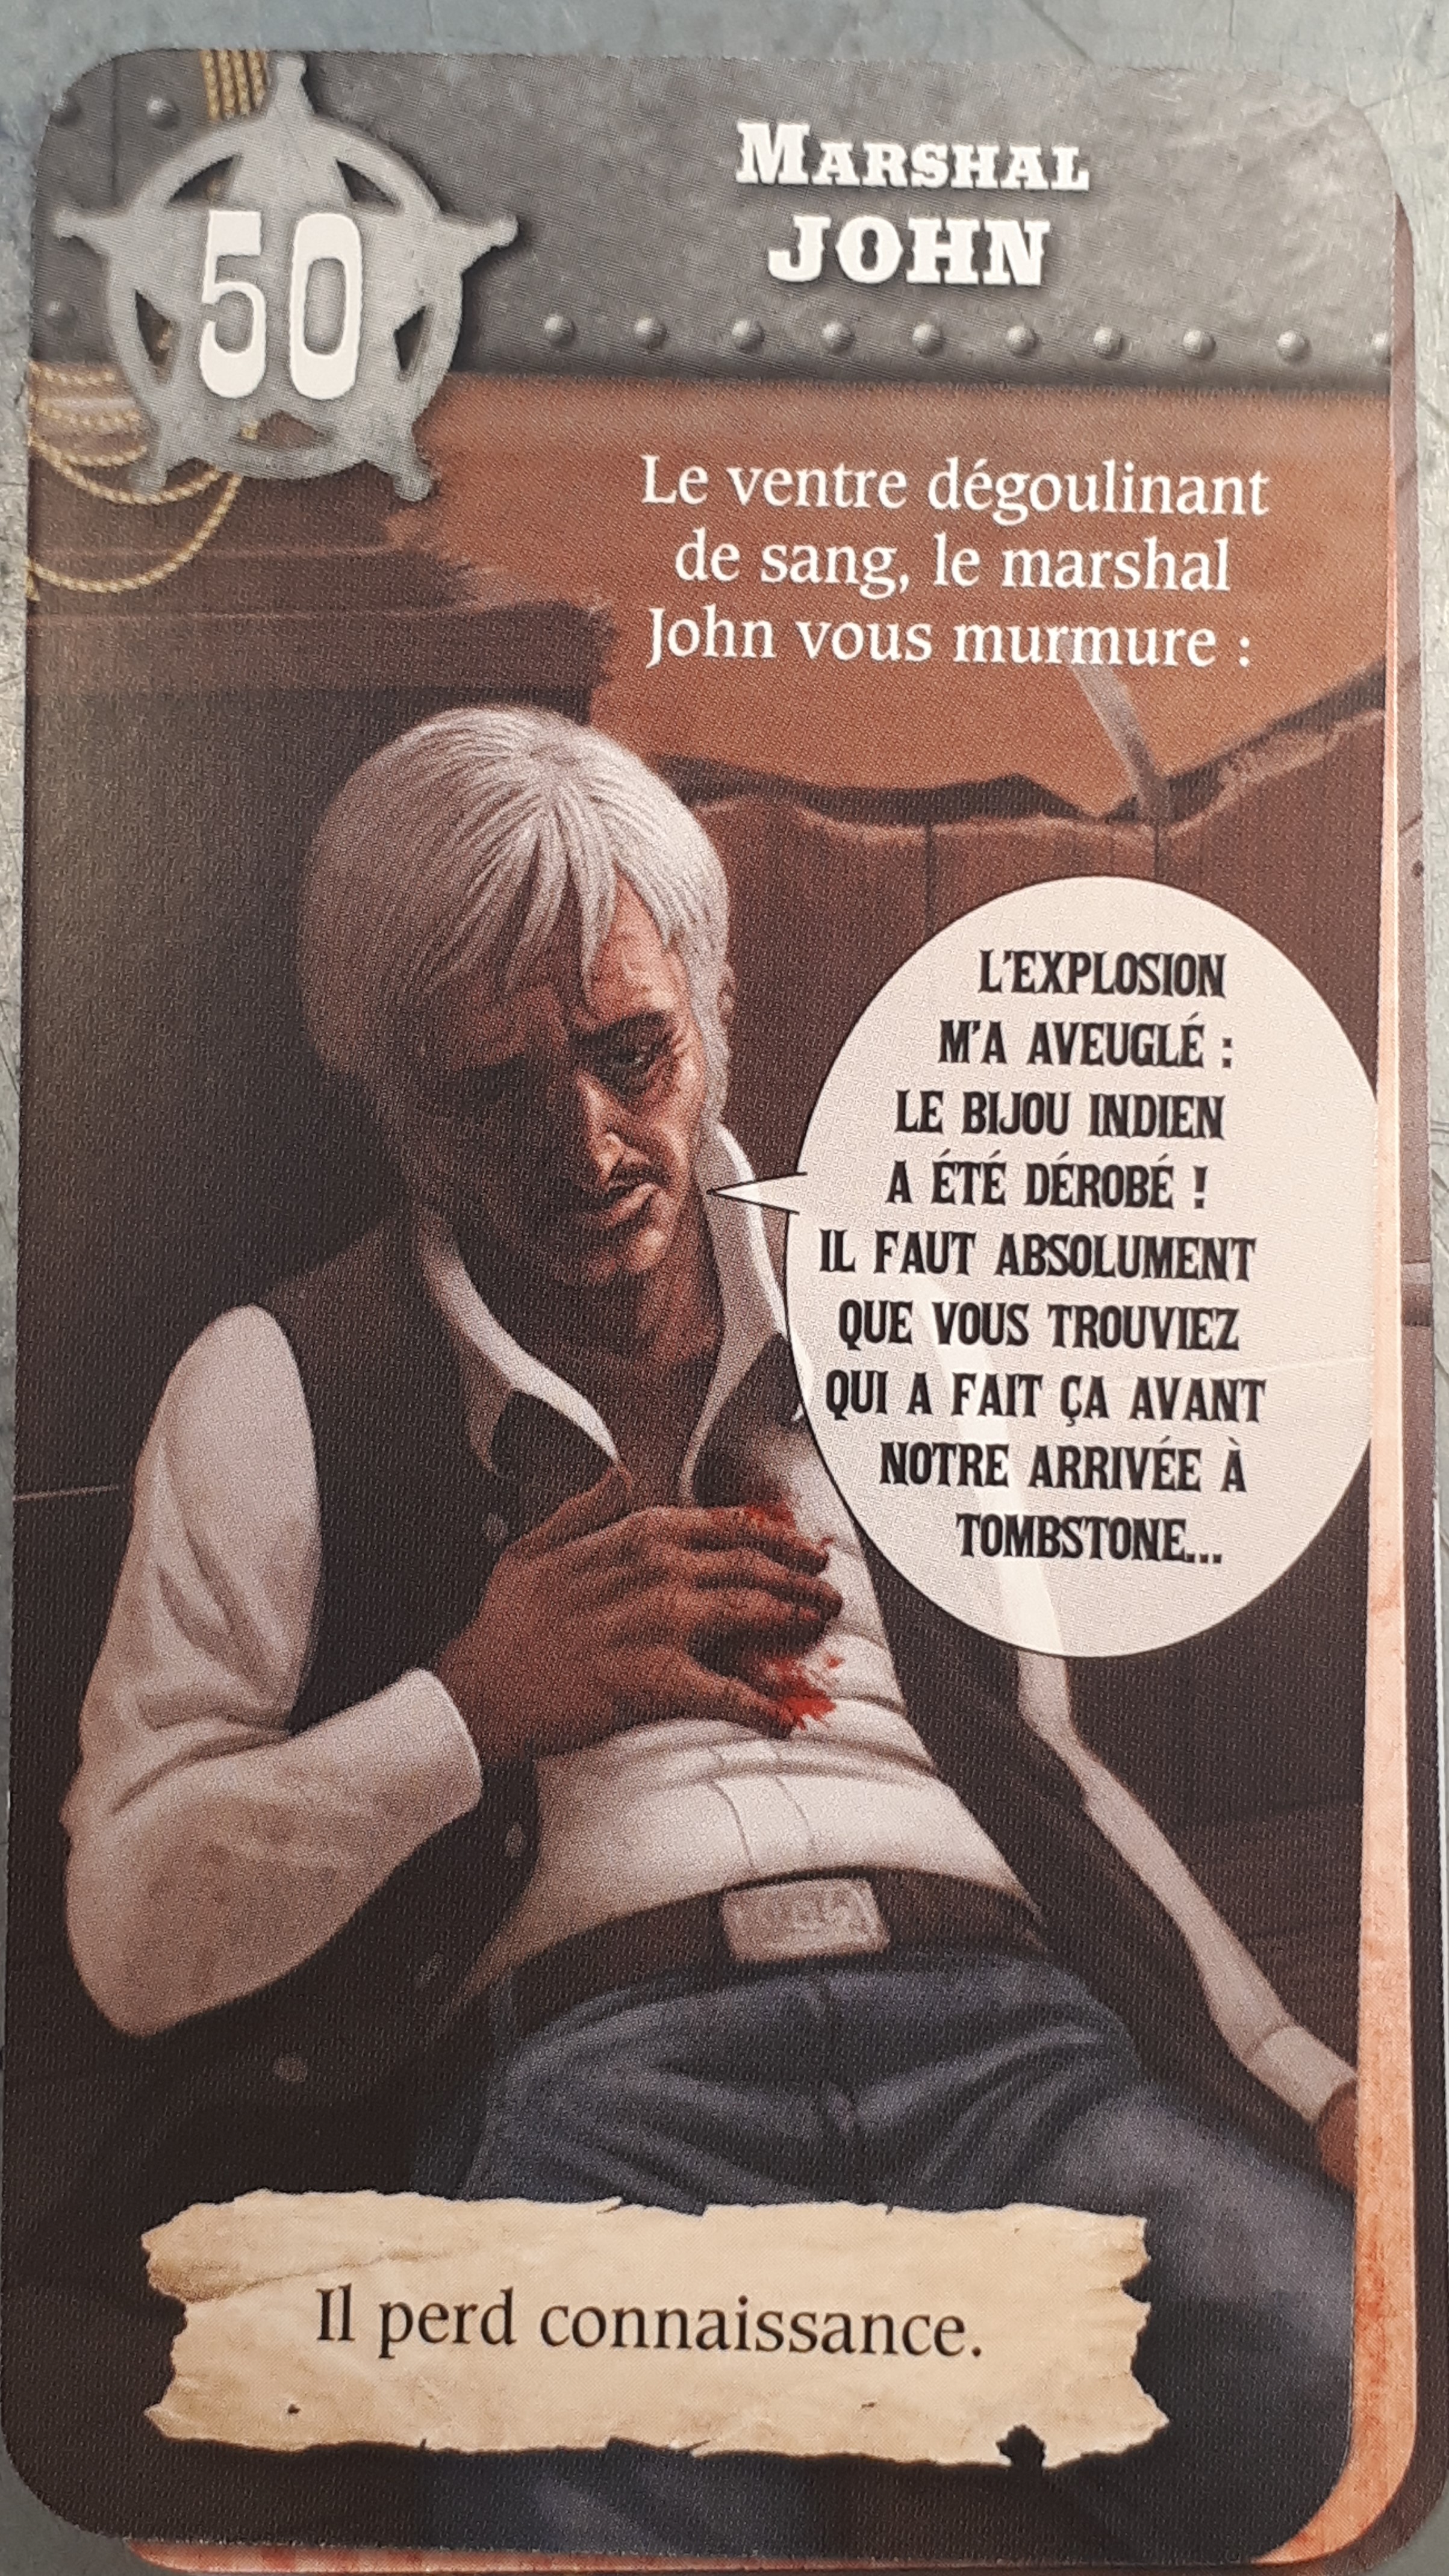 50
MARSHAL
JOHN
Le ventre dégoulinant
de sang, le marshal
John vous murmure :
L'EXPLOSION
M'A AVEUGLÉ :
LE BIJOU INDIEN
A ÉTÉ DÉROBÉ !
IL FAUT ABSOLUMENT
QUE VOUS TROUVIEZ
QUI A FAIT ÇA AVANT
NOTRE ARRIVÉE À
TOMBSTONE...
Il perd connaissance.